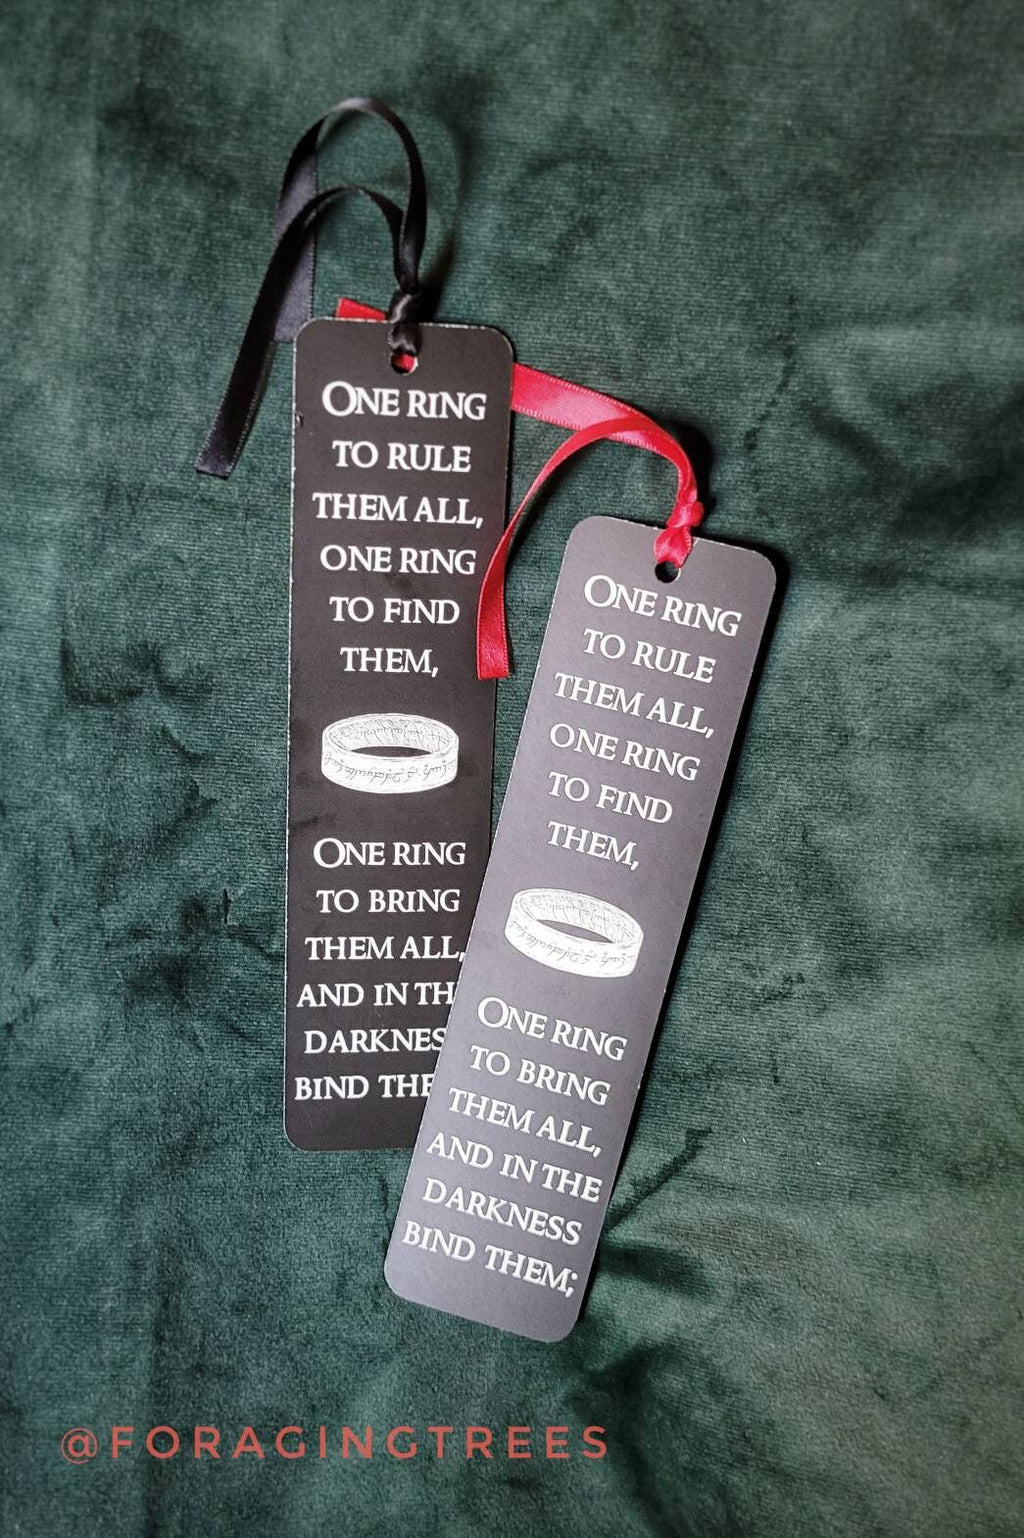 ONE RING
TO RULE
THEM ALL,
ONE RING
TO FIND
THEM,
ONE RING
TO BRING
THEM ALL,
AND IN TH
DARKNES
BIND THE
ONE RING
TO RULE
THEM ALL,
ONE RING
TO FIND
THEM,
ONE RING
TO BRING
THEM ALL,
AND IN THE
DARKNESS
BIND THEM;
@FORAGINGTREES